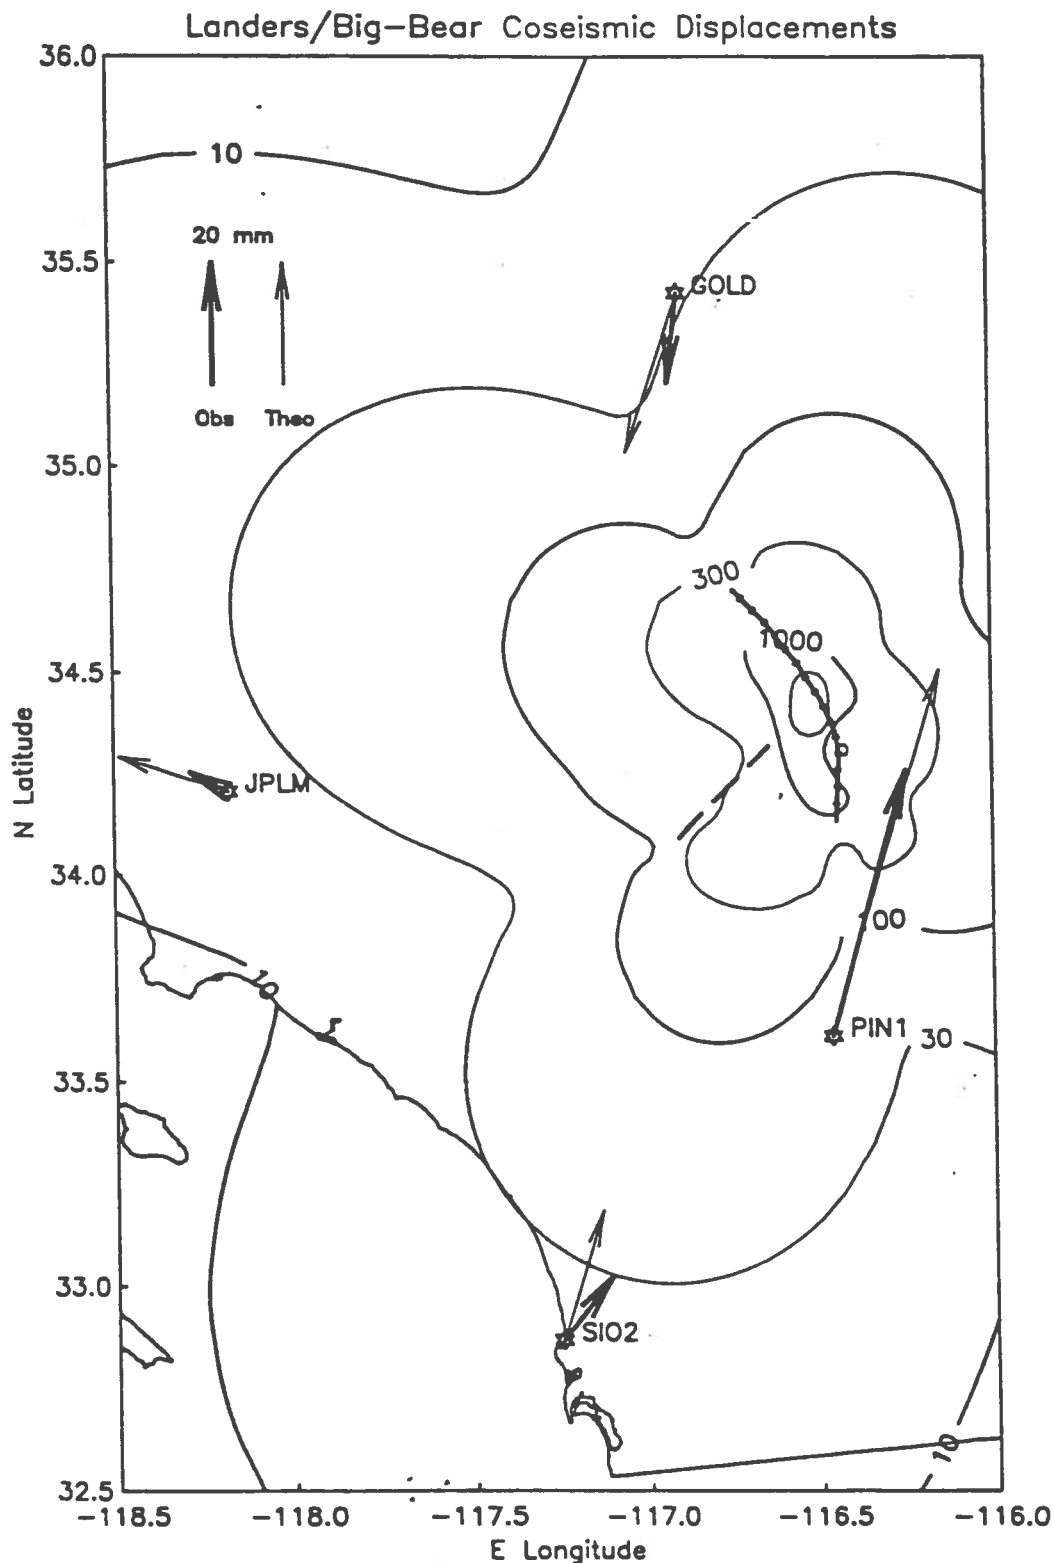 Landers/Big-Bear Coseismic Displacements
36.0
10
20 mm
35.5
GOLD
Obs Theo
35.0
300
1000
34.5
N Latitude
JPLM
34.0
100
10
PIN1
30
33.5
33.0
SIO2
10
32.5
-118.5 -118.0 -117.5 -117.0 -116.5 -116.0
E Longitude